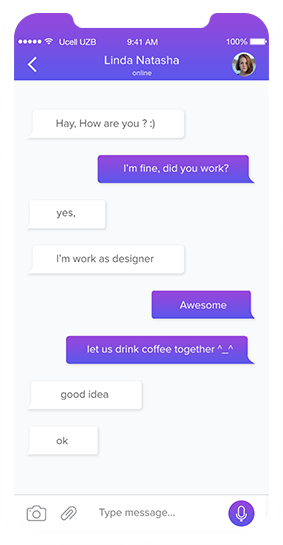 Ucell UZB 9:41 AM 100%
Linda Natasha
online
Hay, How are you ? :)
I'm fine, did you work?
yes,
I'm work as designer
Awesome
let us drink coffee together ^_^
good idea
ok
Type message...